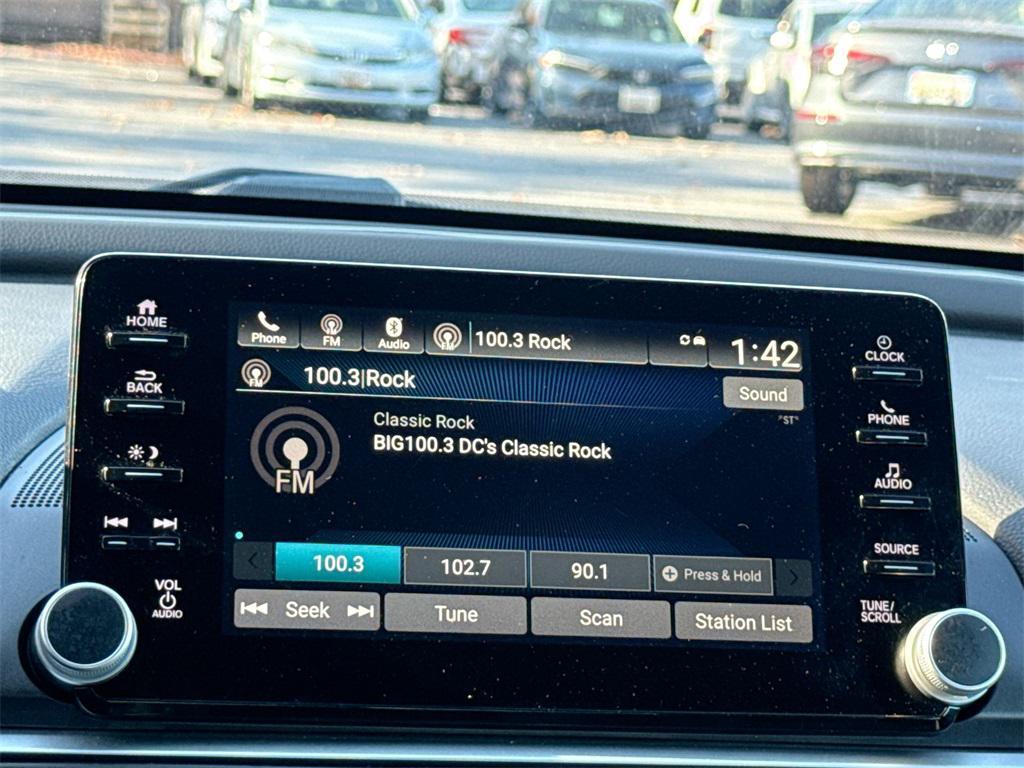 HOME
BACK
VOL
AUDIO
Phone
FM
Audio
FM
100.3 Rock
1:42
FM
100.3|Rock
Sound
"ST"
FM
Classic Rock
BIG100.3 DC's Classic Rock
100.3
102.7
90.1
Press & Hold
Seek
Tune
Scan
Station List
CLOCK
PHONE
AUDIO
SOURCE
TUNE/
SCROLL